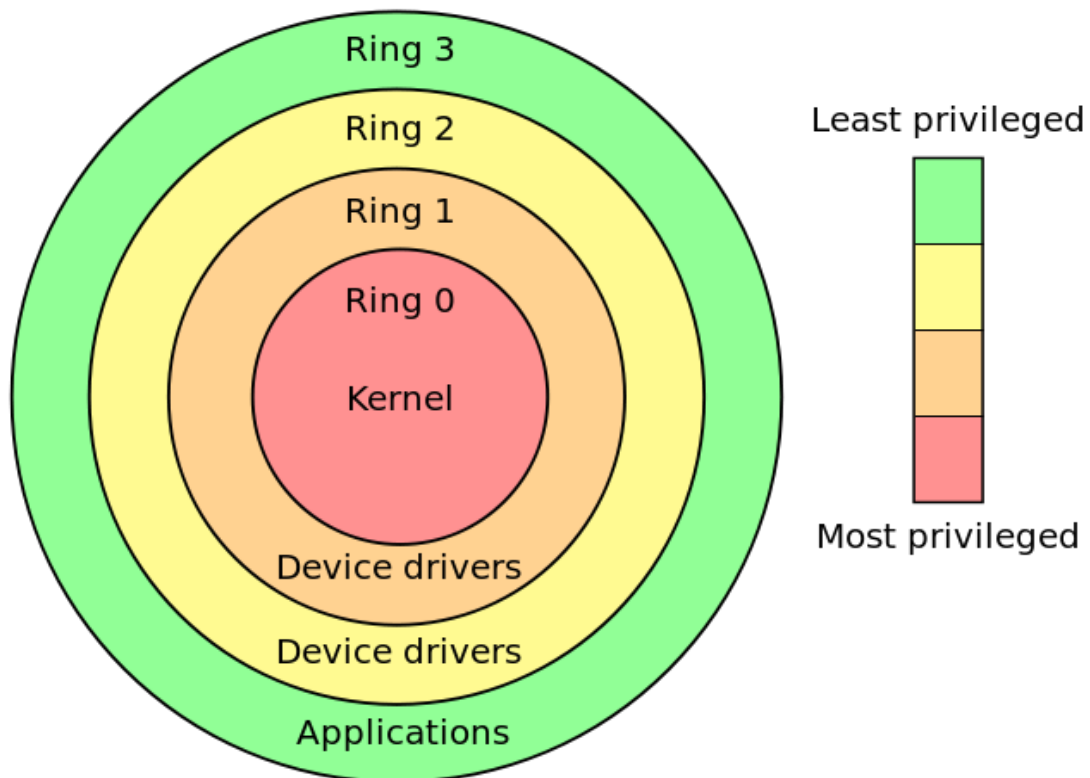 Ring 3
Ring 2
Ring 1
Ring 0
Kernel
Device drivers
Device drivers
Applications
Least privileged
Most privileged